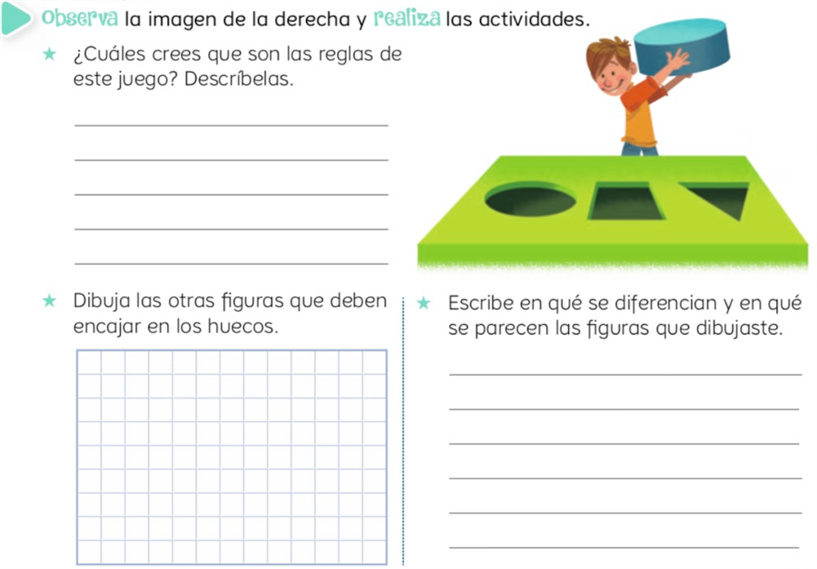 Observa la imagen de la derecha y realiza las actividades.
¿Cuáles crees que son las reglas de
este juego? Descríbelas.
Dibuja las otras figuras que deben
encajar en los huecos.
Escribe en qué se diferencian y en qué
se parecen las figuras que dibujaste.